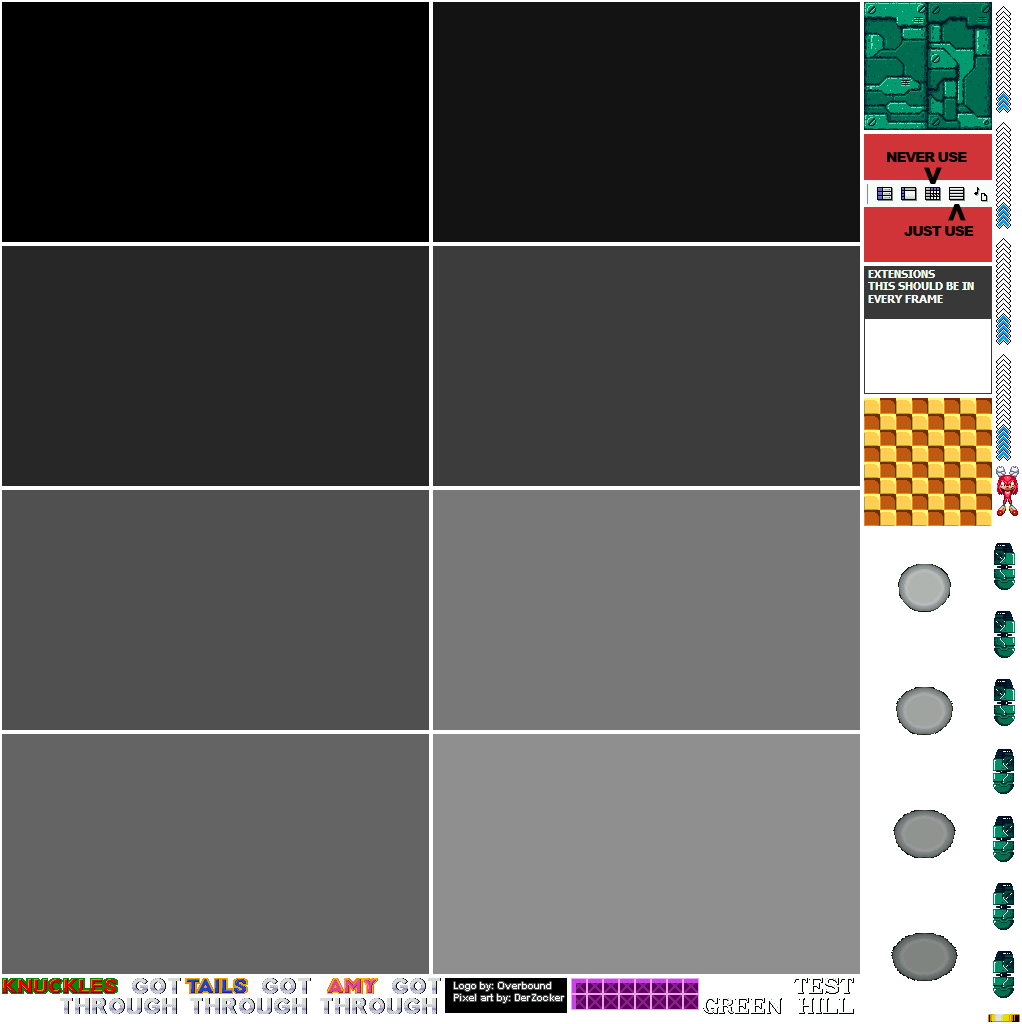 NEVER USE
JUST USE
EXTENSIONS
THIS SHOULD BE IN
EVERY FRAME
KNUCKLES GOT
THROUGH
TAILS GOT
THROUGH
AMY GOT
THROUGH
Logo by: Overbound
Pixel art by: DerZocker
TEST
GREEN HILL